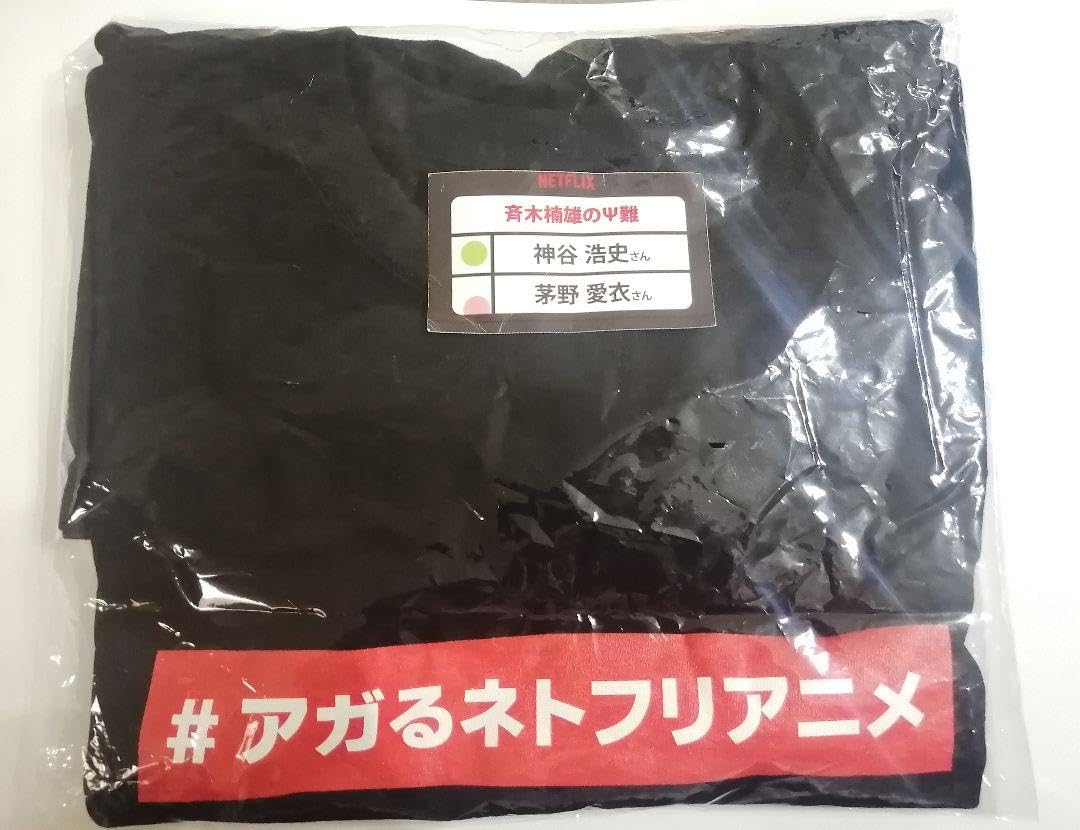 NETFLIX
斉木楠雄のΨ難
神谷 浩史さん
茅野 愛衣さん
#アガるネトフリアニメ